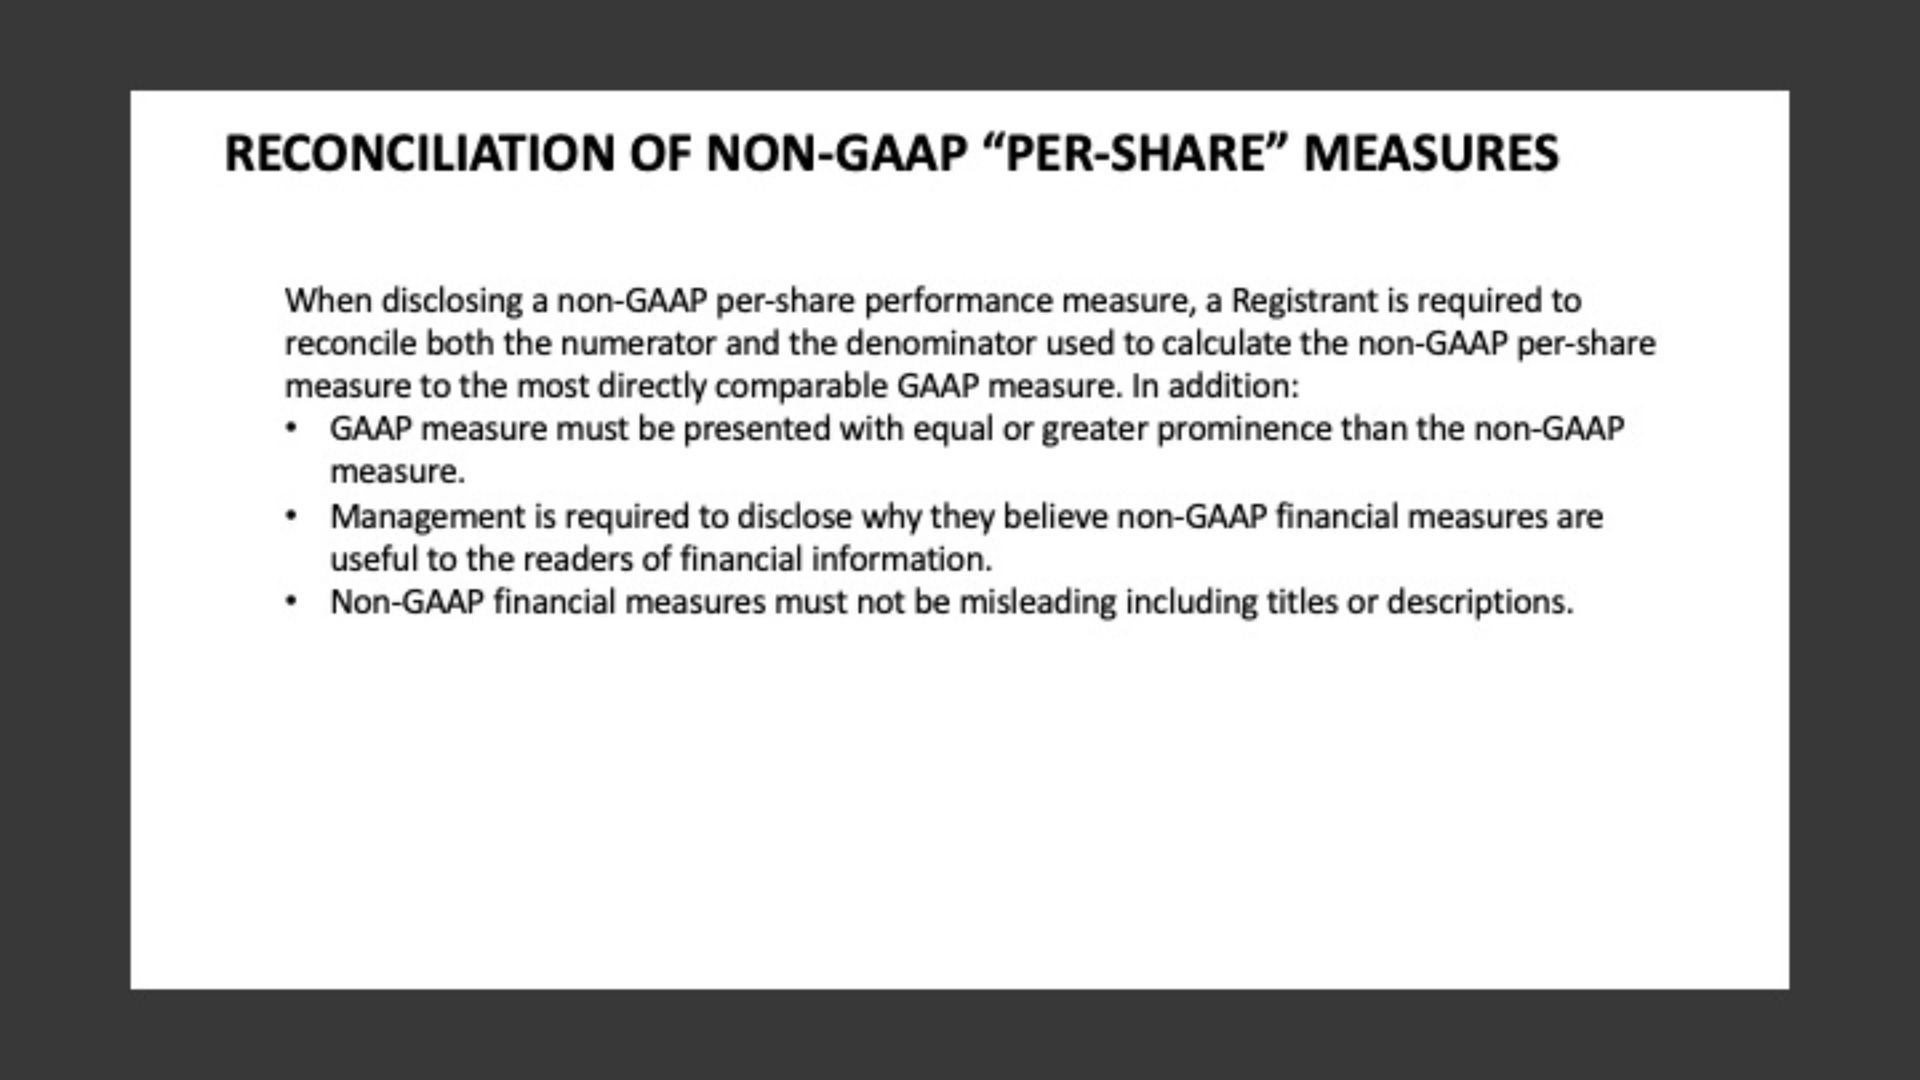 RECONCILIATION OF NON-GAAP “PER-SHARE” MEASURES
When disclosing a non-GAAP per-share performance measure, a Registrant is required to
reconcile both the numerator and the denominator used to calculate the non-GAAP per-share
measure to the most directly comparable GAAP measure. In addition:
• GAAP measure must be presented with equal or greater prominence than the non-GAAP
measure.
• Management is required to disclose why they believe non-GAAP financial measures are
useful to the readers of financial information.
• Non-GAAP financial measures must not be misleading including titles or descriptions.